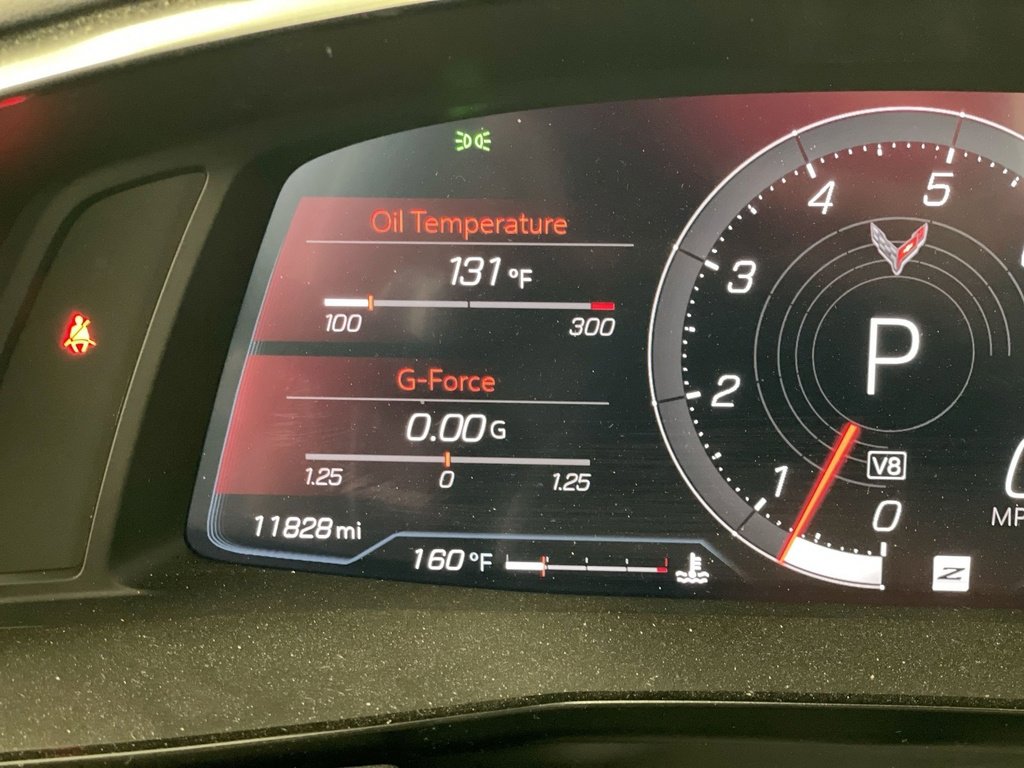 Oil Temperature
131 °F
100 300
G-Force
0.00 G
1.25 0 1.25
11828 mi
160 °F
5
4
3
2
1
0
P
V8
Z